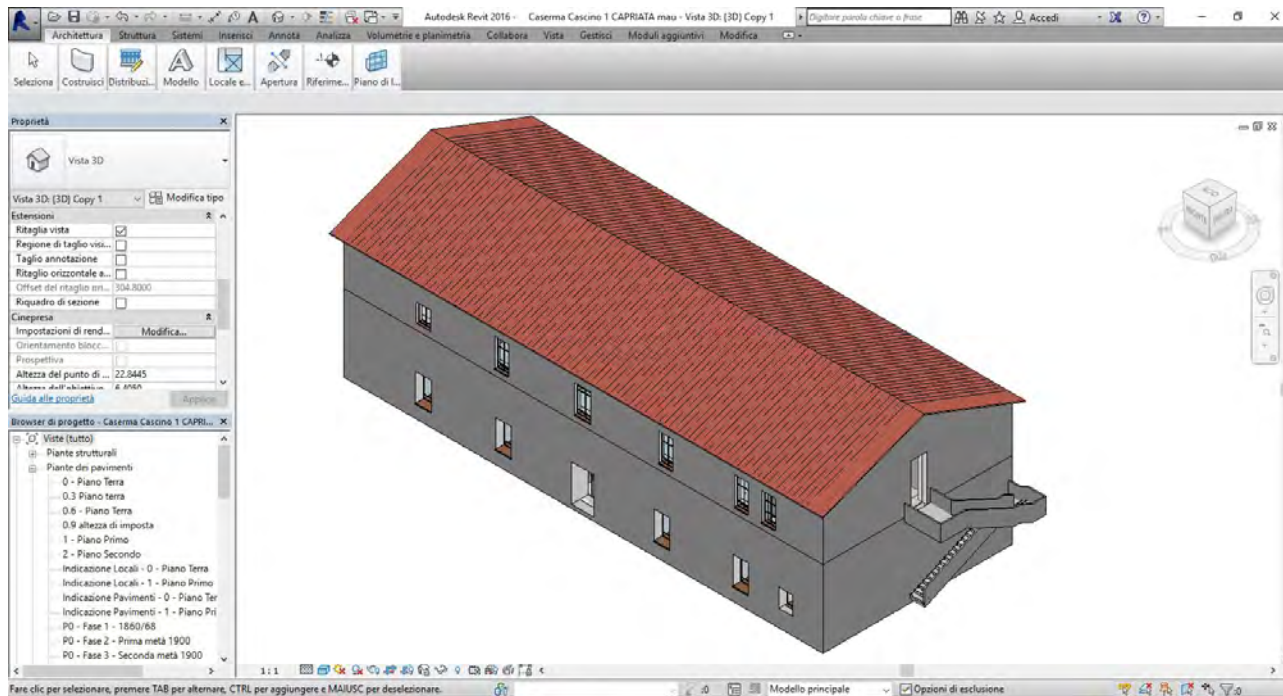 Autodesk Revit 2016 - Caserma Cascino 1 CAPRIATA mau - Vista 3D: {3D} Copy 1
Digitare parola chiave o frase
Accedi
Architettura Struttura Sistemi Inserisci Annota Analizza Volumetrie e planimetria Collabora Vista Gestisci Moduli aggiuntivi Modifica
Seleziona Costruisci Distribuzi... Modello Locale e... Apertura Riferime... Piano di l...
Proprietà
Vista 3D
Vista 3D: {3D} Copy 1 Modifica tipo
Estensioni
Ritaglia vista
Regione di taglio visi...
Taglio annotazione
Ritaglio orizzontale a...
Offset del ritaglio ori... 304.8000
Riquadro di sezione
Cinepresa
Impostazioni di rend... Modifica...
Orientamento blocc...
Prospettiva
Altezza del punto di ... 22.8445
Guida alle proprietà Applica
Browser di progetto - Caserma Cascino 1 CAPRI...
Viste (tutto)
Piante strutturali
Piante dei pavimenti
0 - Piano Terra
0.3 Piano terra
0.6 - Piano Terra
0.9 altezza di imposta
1 - Piano Primo
2 - Piano Secondo
Indicazione Locali - 0 - Piano Terra
Indicazione Locali - 1 - Piano Primo
Indicazione Pavimenti - 0 - Piano Ter
Indicazione Pavimenti - 1 - Piano Pri
P0 - Fase 1 - 1860/68
P0 - Fase 2 - Prima metà 1900
P0 - Fase 3 - Seconda metà 1900
1:1
Fare clic per selezionare, premere TAB per alternare, CTRL per aggiungere e MAIUSC per deselezionare.
:0 Modello principale Opzioni di esclusione